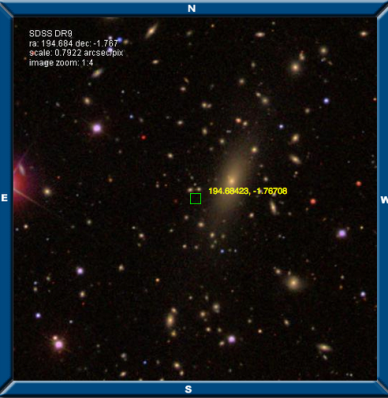 N
SDSS DR9
ra: 194.684 dec: -1.767
scale: 0.7922 arcsec/pix
image zoom: 1:4
194.68423, -1.76708
E
W
S